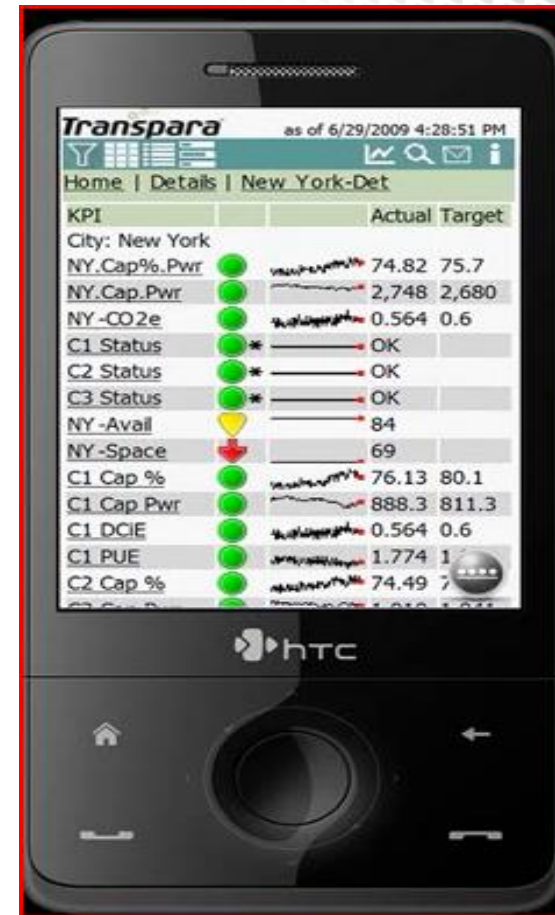 Transpara as of 6/29/2009 4:28:51 PM
Home | Details | New York-Det
KPI Actual Target
City: New York
NY.Cap%.Pwr 74.82 75.7
NY.Cap.Pwr 2,748 2,680
NY-CO2e 0.564 0.6
C1 Status * OK
C2 Status * OK
C3 Status * OK
NY-Avail 84
NY-Space 69
C1 Cap % 76.13 80.1
C1 Cap Pwr 888.3 811.3
C1 DCiE 0.564 0.6
C1 PUE 1.774
C2 Cap % 74.49
hTC